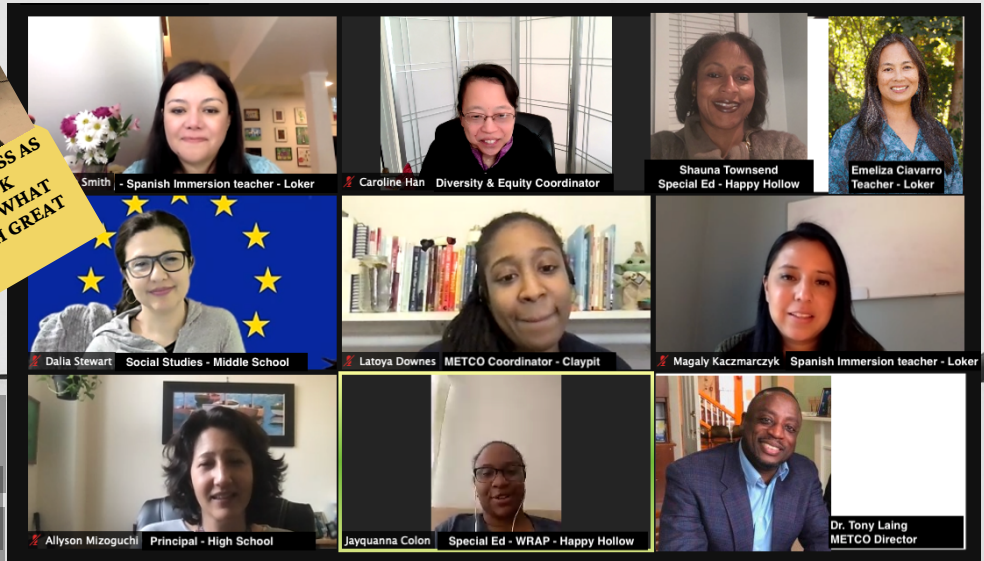 SS AS
K
WHAT
GREAT
Smith - Spanish Immersion teacher - Loker
Caroline Han Diversity & Equity Coordinator
Shauna Townsend
Special Ed - Happy Hollow
Emeliza Ciavarro
Teacher - Loker
Dalia Stewart Social Studies - Middle School
Latoya Downes METCO Coordinator - Claypit
Magaly Kaczmarczyk Spanish Immersion teacher - Loker
Allyson Mizoguchi Principal - High School
Jayquanna Colon Special Ed - WRAP - Happy Hollow
Dr. Tony Laing
METCO Director